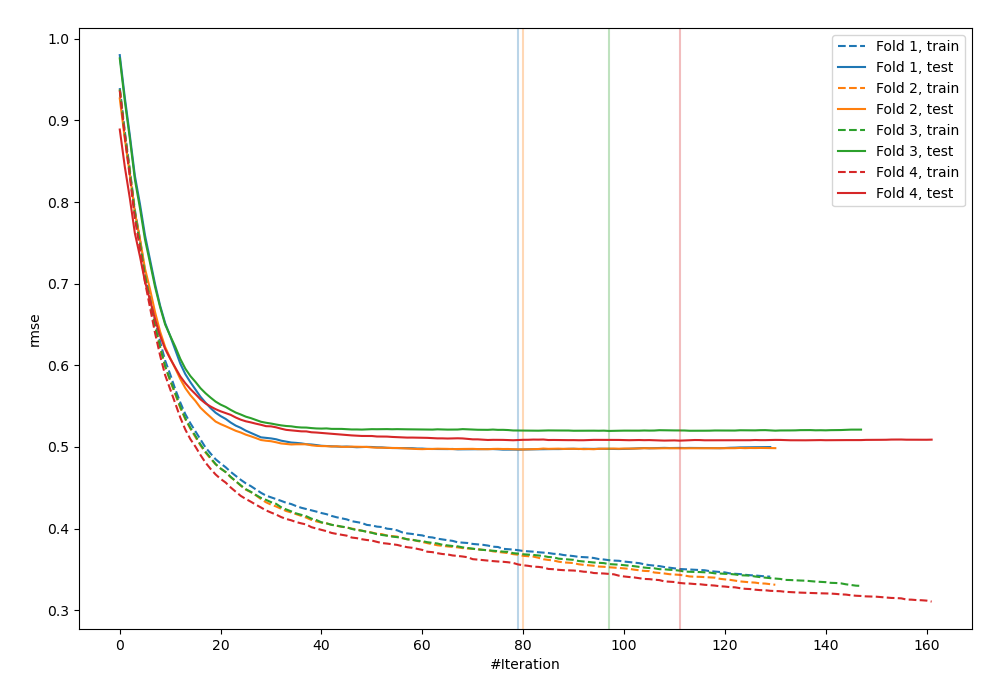 1.0
0.9
0.8
0.7
0.6
0.5
0.4
0.3
rmse
0
20
40
60
80
100
120
140
160
#Iteration
Fold 1, train
Fold 1, test
Fold 2, train
Fold 2, test
Fold 3, train
Fold 3, test
Fold 4, train
Fold 4, test